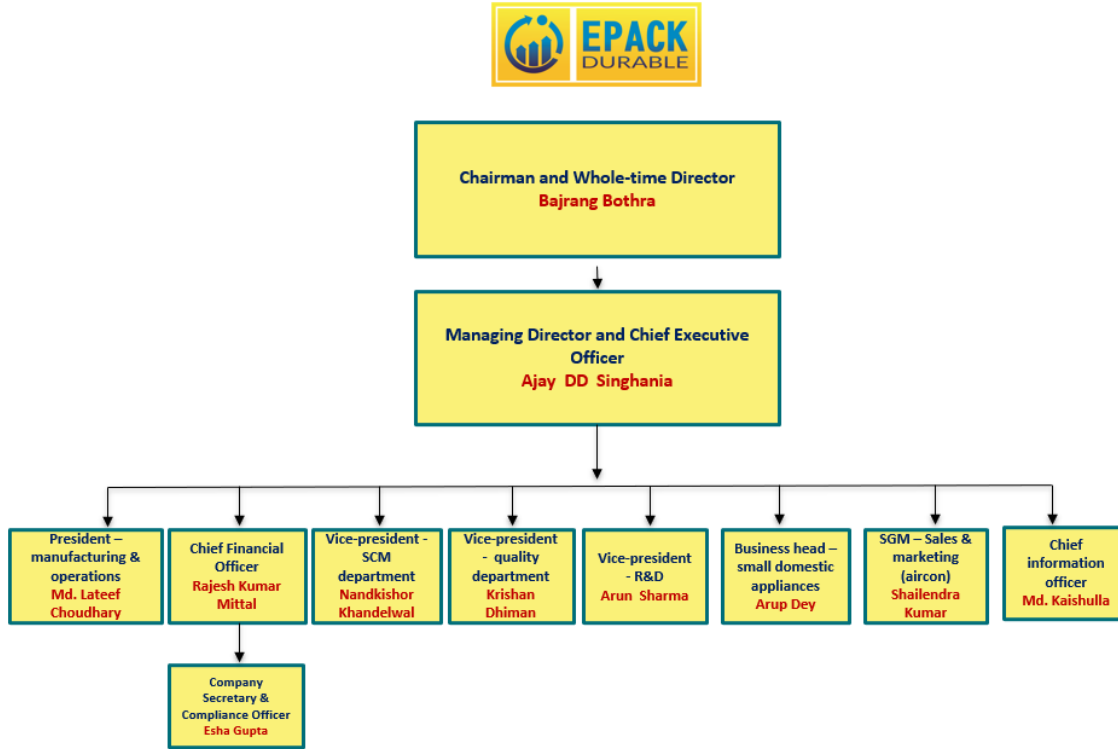 EPACK
DURABLE
Chairman and Whole-time Director
Bajrang Bothra
Managing Director and Chief Executive
Officer
Ajay DD Singhania
President –
manufacturing &
operations
Md. Lateef
Choudhary
Chief Financial
Officer
Rajesh Kumar
Mittal
Vice-president -
SCM
department
Nandkishor
Khandelwal
Vice-president
- quality
department
Krishan
Dhiman
Vice-president
- R&D
Arun Sharma
Business head –
small domestic
appliances
Arup Dey
SGM – Sales &
marketing
(aircon)
Shailendra
Kumar
Chief
information
officer
Md. Kaishulla
Company
Secretary &
Compliance Officer
Esha Gupta